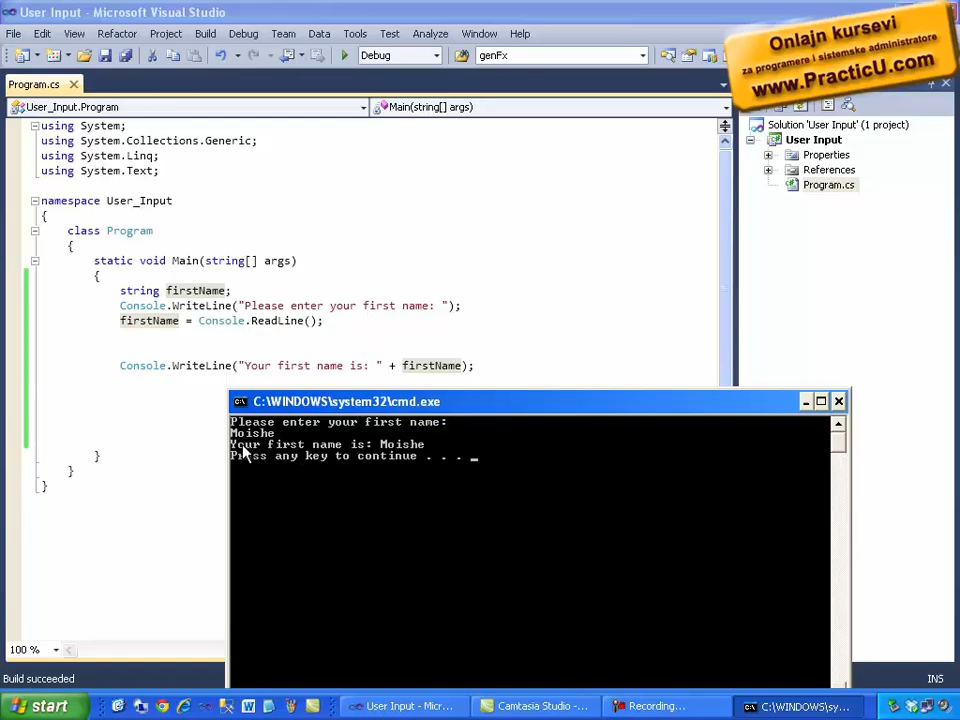 User Input - Microsoft Visual Studio
File Edit View Refactor Project Build Debug Team Data Tools Test Analyze Window Help
Debug genFx
Onlajn kursevi
za programere i sistemske administratore
www.PracticU.com
Program.cs
User_Input.Program Main(string[] args)
using System;
using System.Collections.Generic;
using System.Linq;
using System.Text;
namespace User_Input
{
class Program
{
static void Main(string[] args)
{
string firstName;
Console.WriteLine("Please enter your first name: ");
firstName = Console.ReadLine();
Console.WriteLine("Your first name is: " + firstName);
}
}
}
Solution 'User Input' (1 project)
User Input
Properties
References
Program.cs
C:\WINDOWS\system32\cmd.exe
Please enter your first name:
Moishe
Your first name is: Moishe
Press any key to continue . . . _
100 %
Build succeeded INS
start User Input - Micr... Camtasia Studio -... Recording... C:\WINDOWS\sy...